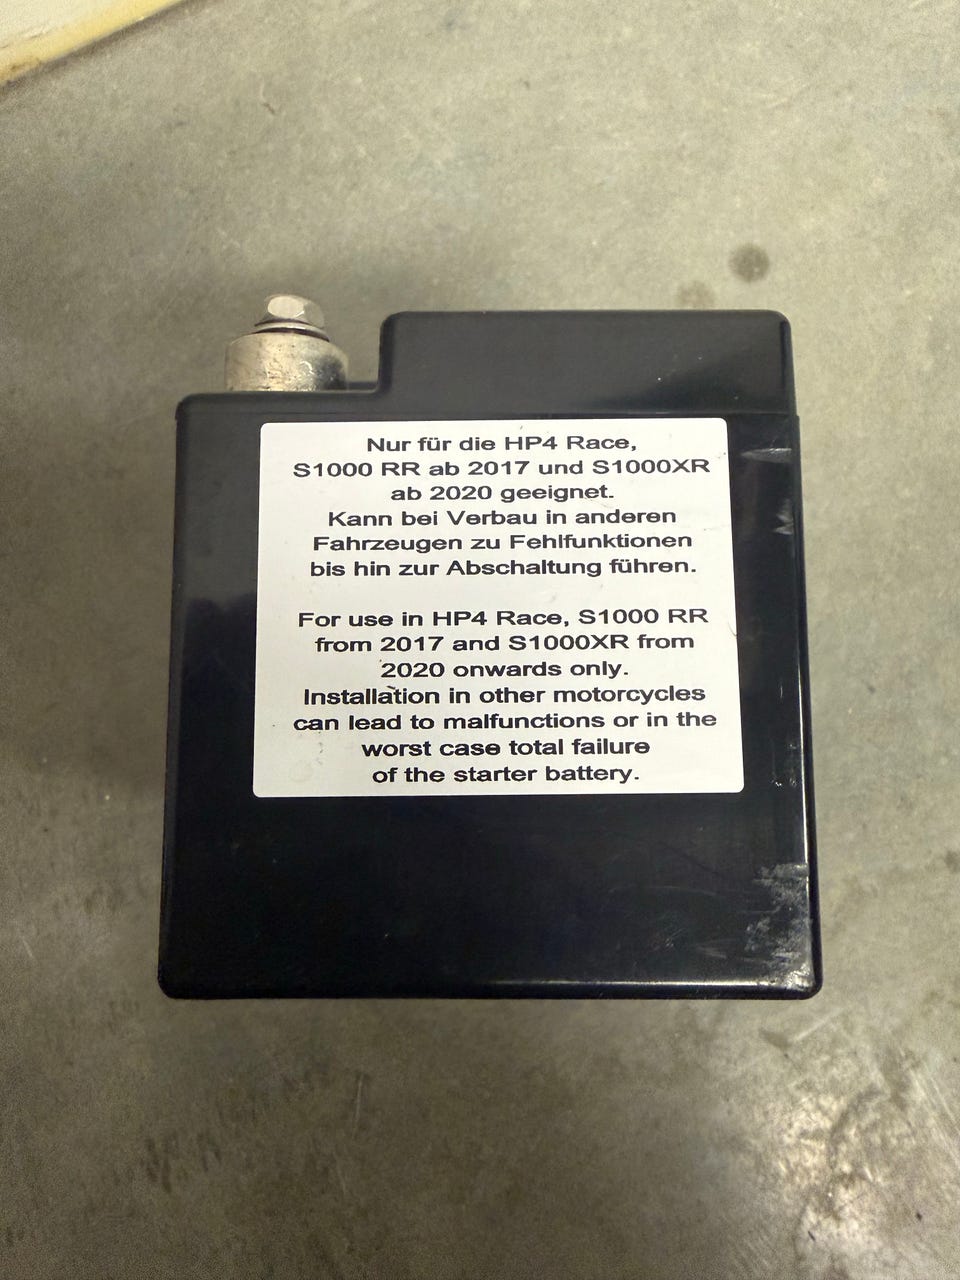 Nur für die HP4 Race,
S1000 RR ab 2017 und S1000XR
ab 2020 geeignet.
Kann bei Verbau in anderen
Fahrzeugen zu Fehlfunktionen
bis hin zur Abschaltung führen.
For use in HP4 Race, S1000 RR
from 2017 and S1000XR from
2020 onwards only.
Installation in other motorcycles
can lead to malfunctions or in the
worst case total failure
of the starter battery.